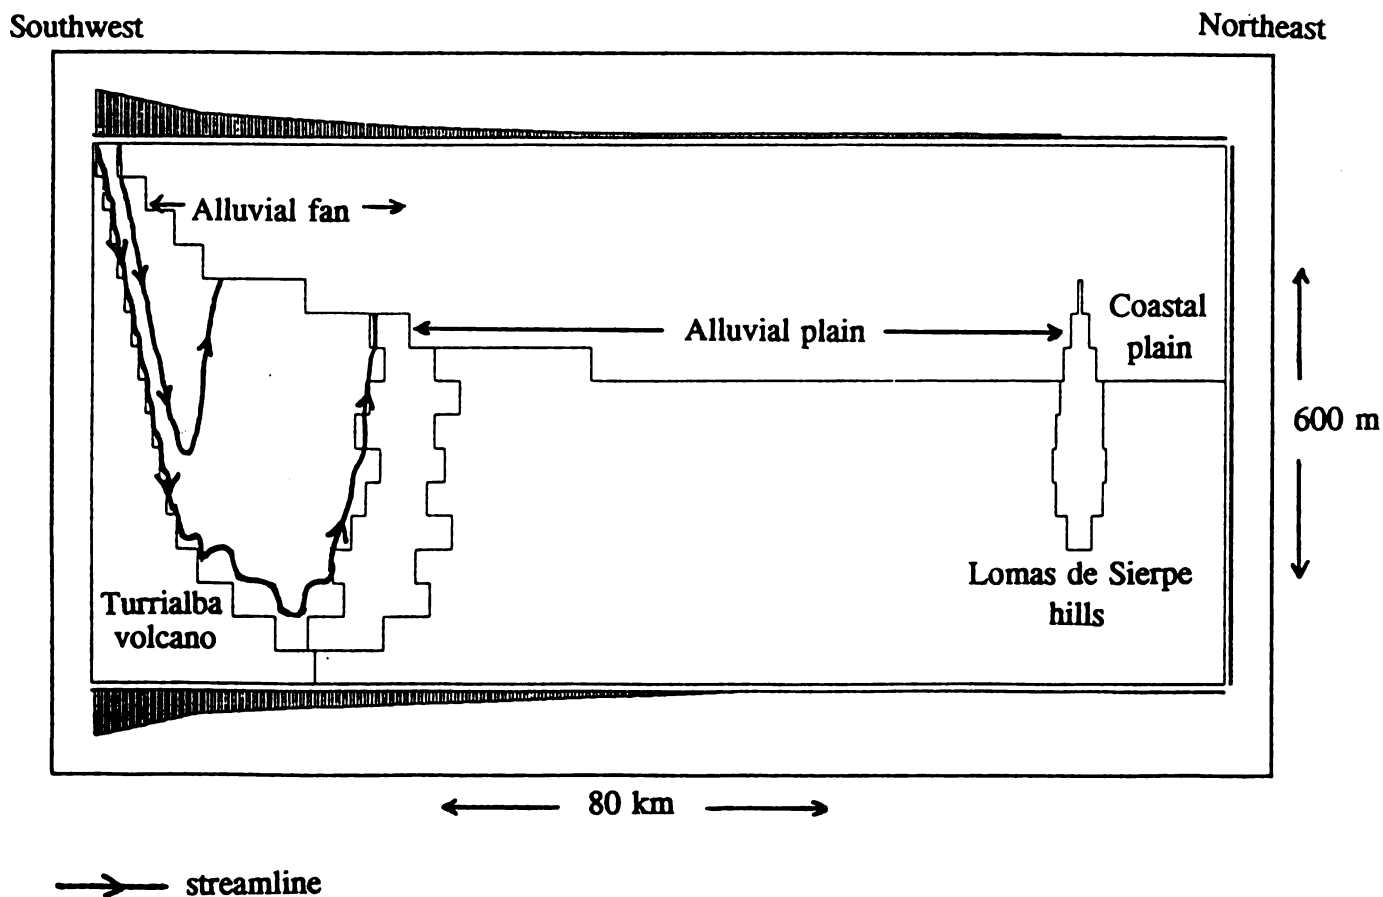 Southwest
Northeast
Alluvial fan
Alluvial plain
Coastal
plain
600 m
Lomas de Sierpe
hills
Turrialba
volcano
80 km
streamline